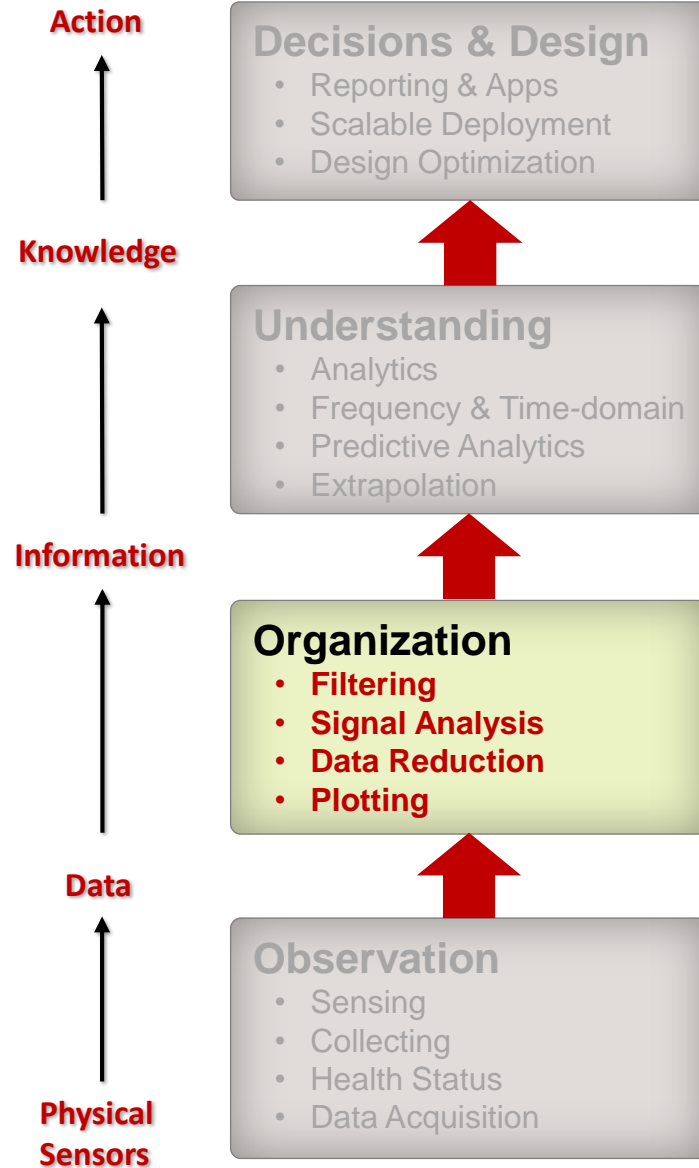 Action
Decisions & Design
• Reporting & Apps
• Scalable Deployment
• Design Optimization
Knowledge
Understanding
• Analytics
• Frequency & Time-domain
• Predictive Analytics
• Extrapolation
Information
Organization
• Filtering
• Signal Analysis
• Data Reduction
• Plotting
Data
Observation
• Sensing
• Collecting
• Health Status
• Data Acquisition
Physical
Sensors